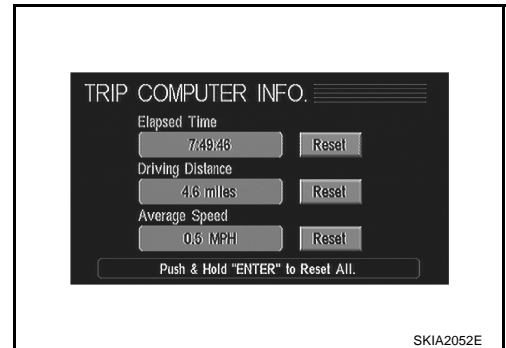 TRIP COMPUTER INFO.
Elapsed Time
7:49:46 Reset
Driving Distance
4.6 miles Reset
Average Speed
0.5 MPH Reset
Push & Hold "ENTER" to Reset All.
SKIA2052E